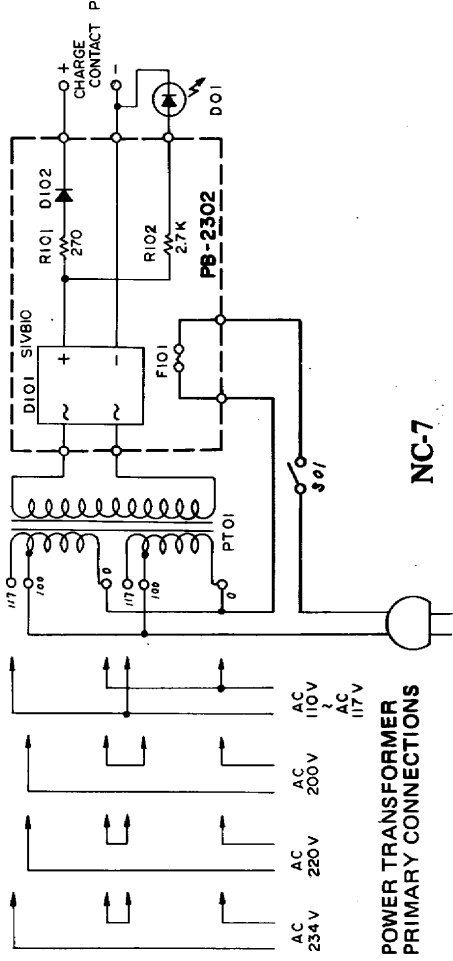 +
CHARGE
CONTACT P
-
D102
R101
270
R102
2.7K
D01
PB-2302
S1VB10
D101
+
-
~
~
F101
PT01
117
100
0
117
100
0
S01
NC-7
AC
234V
AC
220V
AC
200V
AC
110V
~
AC
117V
POWER TRANSFORMER
PRIMARY CONNECTIONS